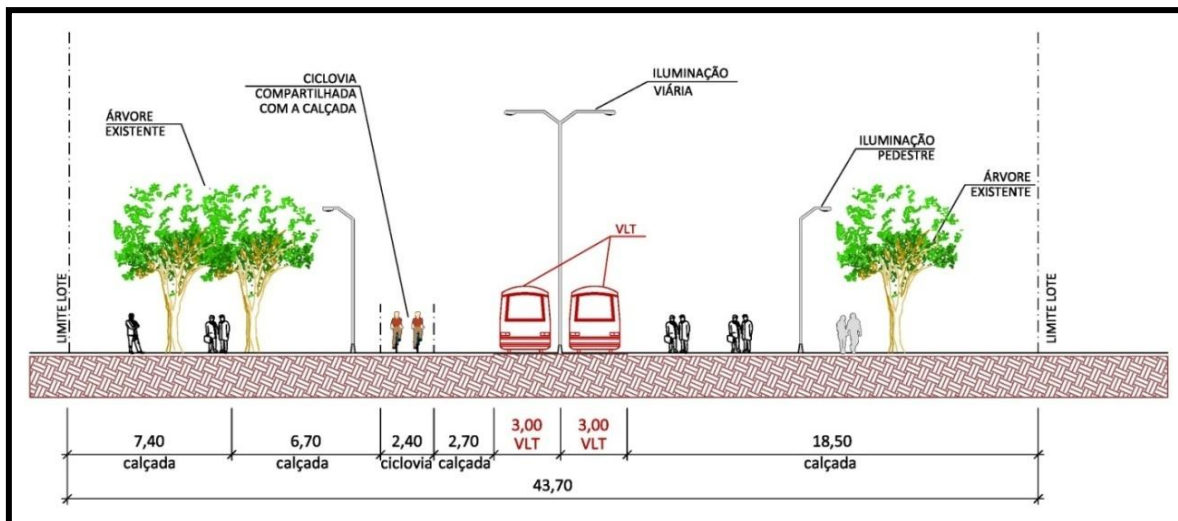 CICLOVIA
COMPARTILHADA
COM A CALÇADA
ILUMINAÇÃO
VIÁRIA
ÁRVORE
EXISTENTE
ILUMINAÇÃO
PEDESTRE
ÁRVORE
EXISTENTE
VLT
LIMITE LOTE
LIMITE LOTE
7,40
calçada
6,70
calçada
2,40
ciclovia
2,70
calçada
3,00
VLT
3,00
VLT
18,50
calçada
43,70